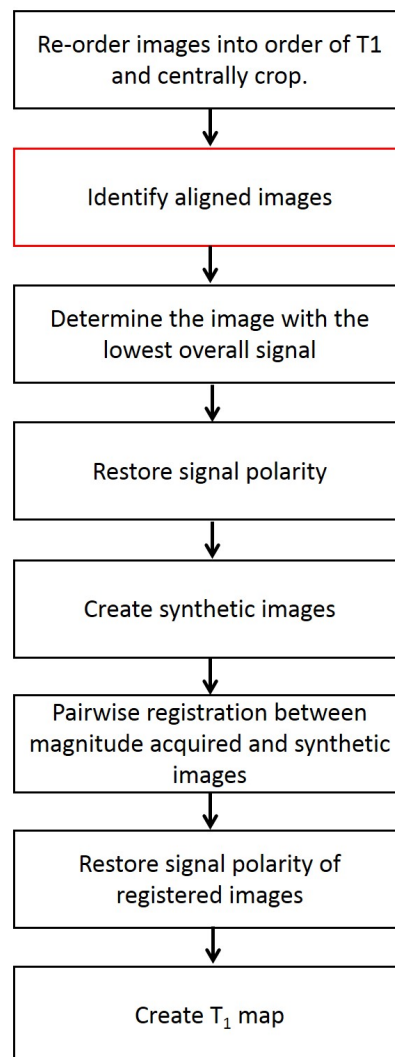 Re-order images into order of T1
and centrally crop.
Identify aligned images
Determine the image with the
lowest overall signal
Restore signal polarity
Create synthetic images
Pairwise registration between
magnitude acquired and synthetic
images
Restore signal polarity of
registered images
Create T₁ map